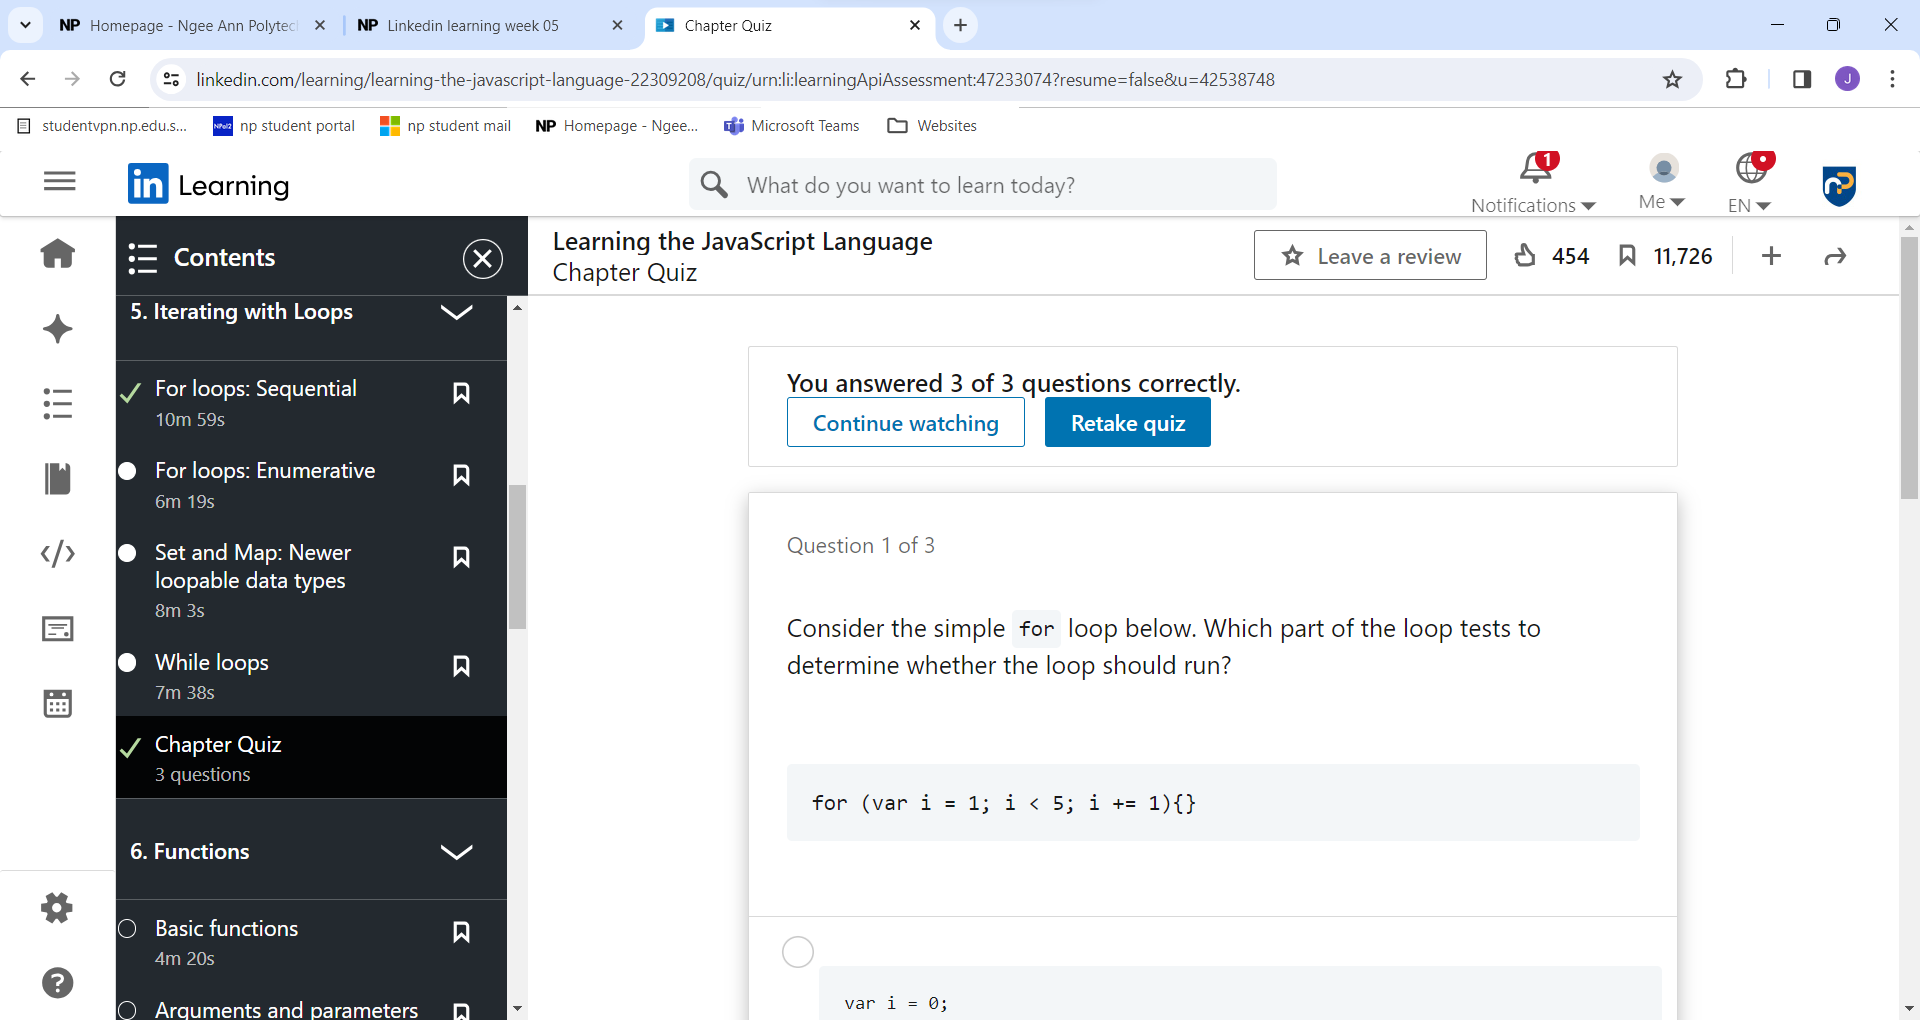 NP Homepage - Ngee Ann Polytec
NP Linkedin learning week 05
Chapter Quiz
linkedin.com/learning/learning-the-javascript-language-22309208/quiz/urn:li:learningApiAssessment:47233074?resume=false&u=42538748
J
studentvpn.np.edu.s...
np student portal
np student mail
NP Homepage - Ngee...
Microsoft Teams
Websites
in Learning
What do you want to learn today?
1
Notifications
Me
EN
Contents
Learning the JavaScript Language
Chapter Quiz
Leave a review
454
11,726
5. Iterating with Loops
For loops: Sequential
10m 59s
For loops: Enumerative
6m 19s
Set and Map: Newer
loopable data types
8m 3s
While loops
7m 38s
Chapter Quiz
3 questions
6. Functions
Basic functions
4m 20s
Arguments and parameters
You answered 3 of 3 questions correctly.
Continue watching
Retake quiz
Question 1 of 3
Consider the simple for loop below. Which part of the loop tests to
determine whether the loop should run?
for (var i = 1; i < 5; i += 1){}
var i = 0;